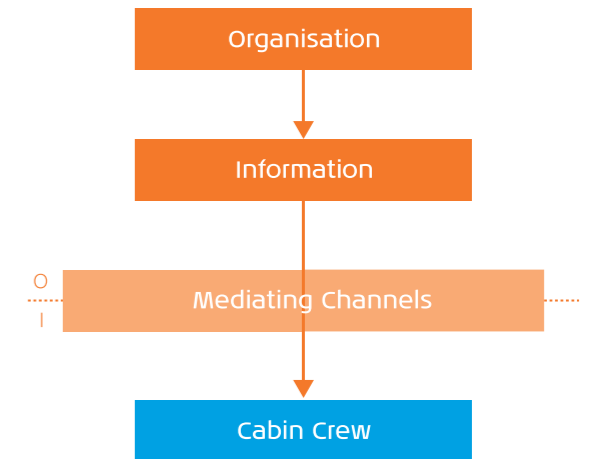 Organisation
Information
O
Mediating Channels
I
Cabin Crew